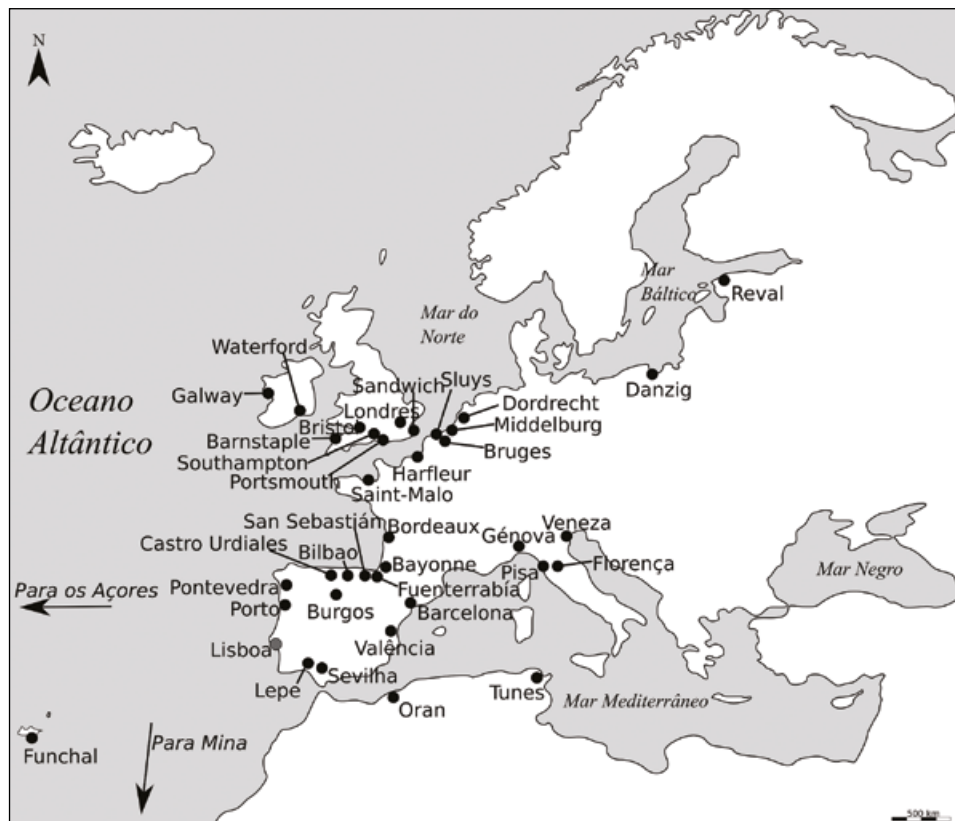 N
Mar
Báltico
Reval
Mar do
Norte
Waterford
Danzig
Sandwich
Sluys
Galway
Oceano
Altântico
Londres
Dordrecht
Bristo
Middelburg
Barnstaple
Bruges
Southampton
Portsmouth
Harfleur
Saint-Malo
San Sebastián
Bordeaux
Génova
Veneza
Castro Urdiales
Bilbao
Bayonne
Pisa
Florença
Mar Negro
Pontevedra
Fuenterrabía
Para os Açores
Porto
Burgos
Barcelona
Lisboa
Valência
Lepe
Sevilha
Tunes
Oran
Mar Mediterrâneo
Para Mina
Funchal
500 km